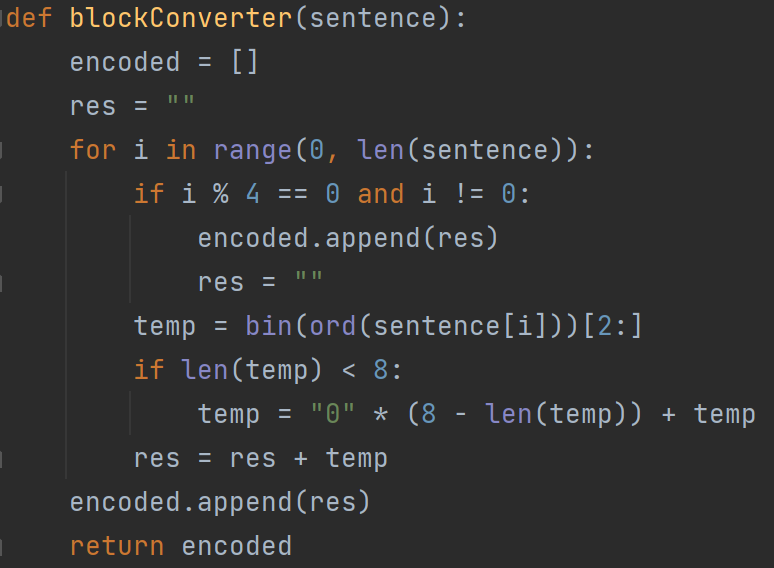 def blockConverter(sentence):
    encoded = []
    res = ""
    for i in range(0, len(sentence)):
        if i % 4 == 0 and i != 0:
            encoded.append(res)
            res = ""
        temp = bin(ord(sentence[i]))[2:]
        if len(temp) < 8:
            temp = "0" * (8 - len(temp)) + temp
        res = res + temp
    encoded.append(res)
    return encoded